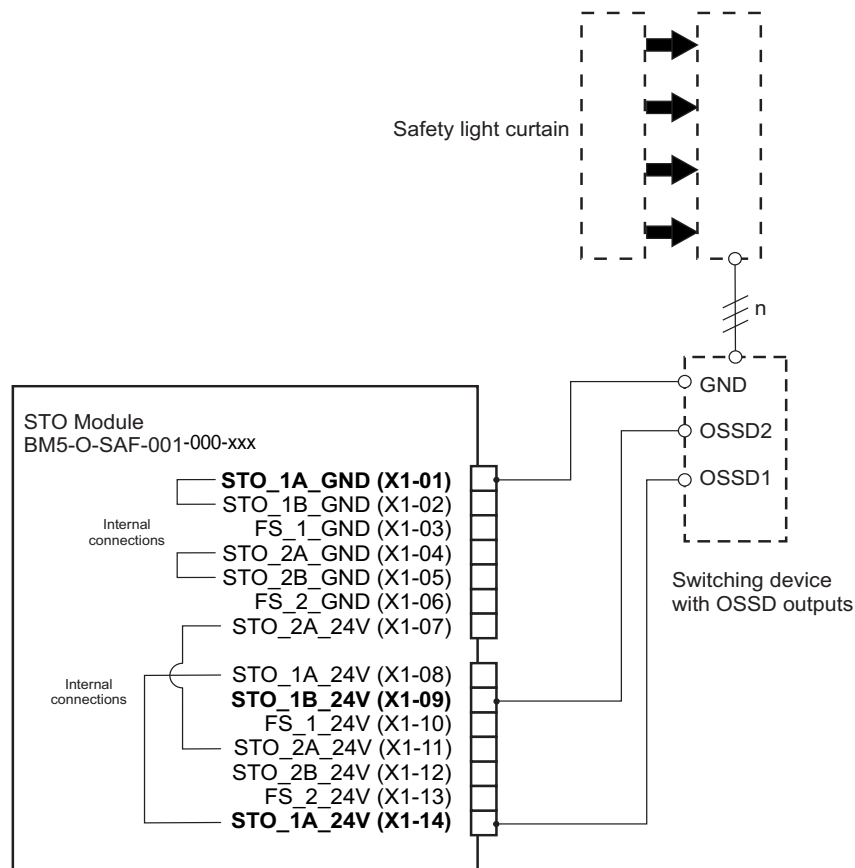 Safety light curtain
n
GND
OSSD2
OSSD1
Switching device
with OSSD outputs
STO Module
BM5-O-SAF-001-000-xxx
STO_1A_GND (X1-01)
STO_1B_GND (X1-02)
FS_1_GND (X1-03)
STO_2A_GND (X1-04)
STO_2B_GND (X1-05)
FS_2_GND (X1-06)
STO_2A_24V (X1-07)
Internal
connections
STO_1A_24V (X1-08)
STO_1B_24V (X1-09)
FS_1_24V (X1-10)
STO_2A_24V (X1-11)
STO_2B_24V (X1-12)
FS_2_24V (X1-13)
STO_1A_24V (X1-14)
Internal
connections